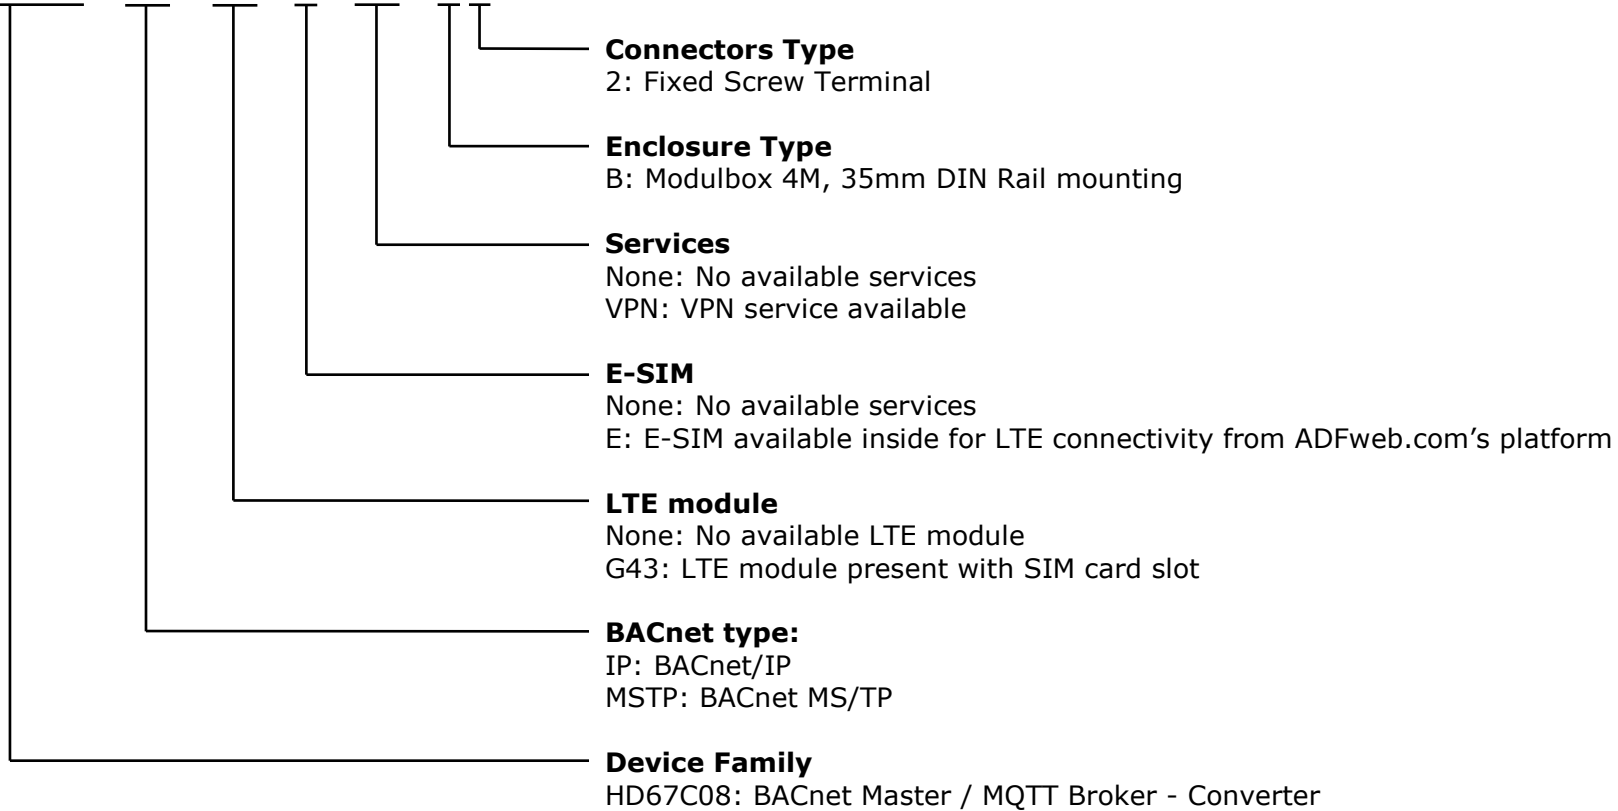 Connectors Type
2: Fixed Screw Terminal
Enclosure Type
B: Modulbox 4M, 35mm DIN Rail mounting
Services
None: No available services
VPN: VPN service available
E-SIM
None: No available services
E: E-SIM available inside for LTE connectivity from ADFweb.com’s platform
LTE module
None: No available LTE module
G43: LTE module present with SIM card slot
BACnet type:
IP: BACnet/IP
MSTP: BACnet MS/TP
Device Family
HD67C08: BACnet Master / MQTT Broker - Converter